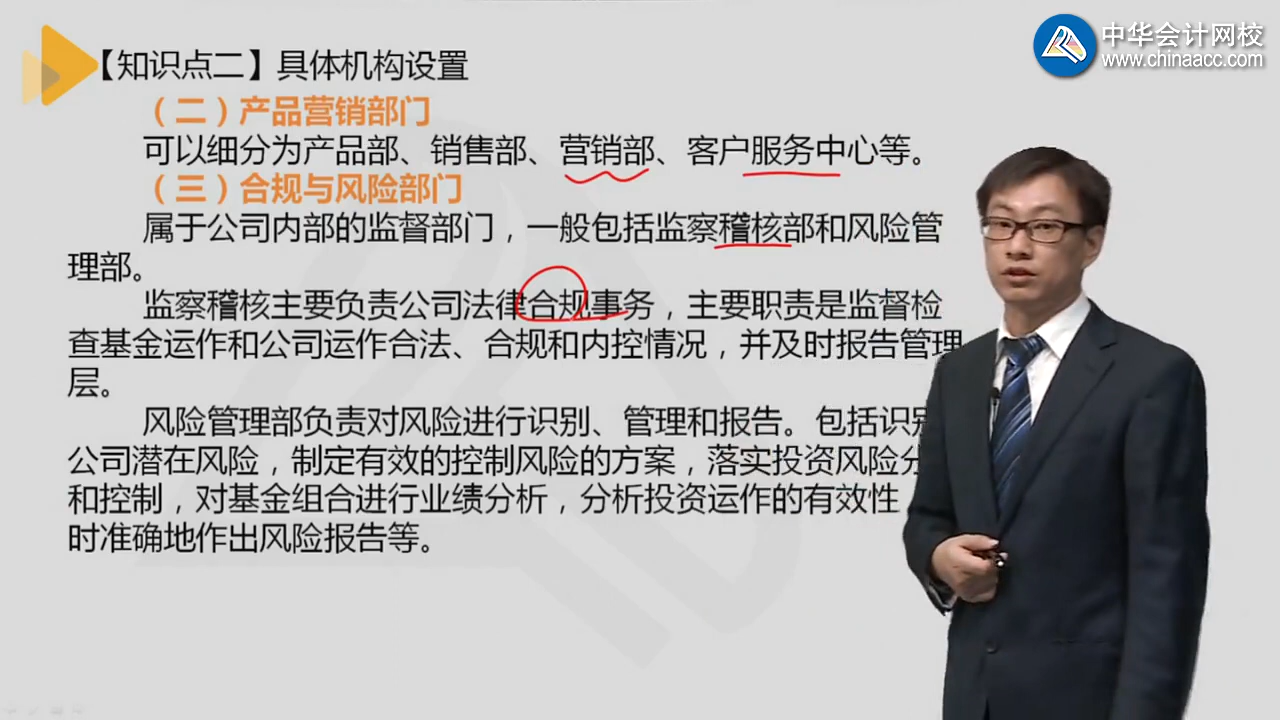 中华会计网校
www.chinaacc.com
【知识点二】具体机构设置
（二）产品营销部门
可以细分为产品部、销售部、营销部、客户服务中心等。
（三）合规与风险部门
属于公司内部的监督部门，一般包括监察稽核部和风险管
理部。
监察稽核主要负责公司法律合规事务，主要职责是监督检
查基金运作和公司运作合法、合规和内控情况，并及时报告管理
层。
风险管理部负责对风险进行识别、管理和报告。包括识别
公司潜在风险，制定有效的控制风险的方案，落实投资风险分
和控制，对基金组合进行业绩分析，分析投资运作的有效性
时准确地作出风险报告等。